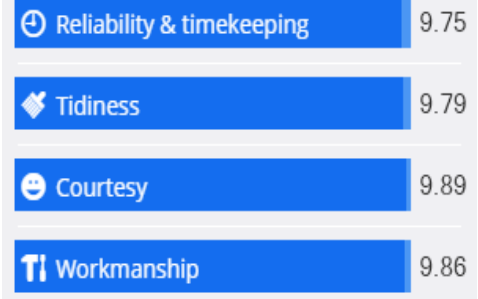 Reliability & timekeeping 9.75
Tidiness 9.79
Courtesy 9.89
Workmanship 9.86